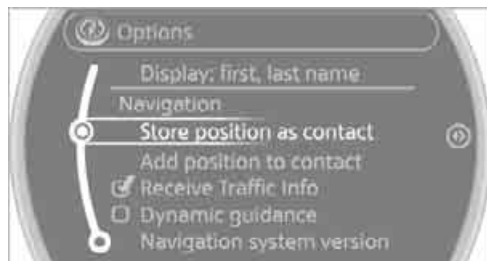 Options
Display: first, last name
Navigation
Store position as contact
Add position to contact
Receive Traffic Info
Dynamic guidance
Navigation system version